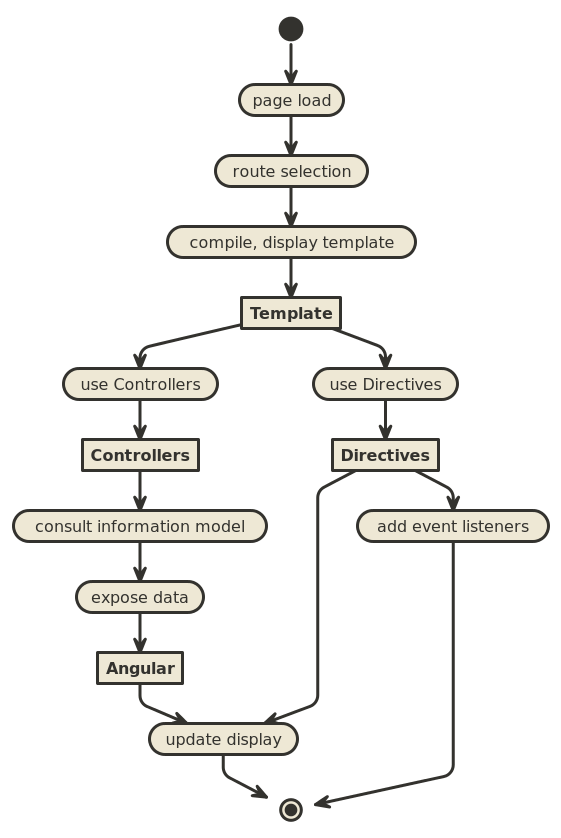 page load
route selection
compile, display template
Template
use Controllers
use Directives
Controllers
Directives
consult information model
add event listeners
expose data
Angular
update display